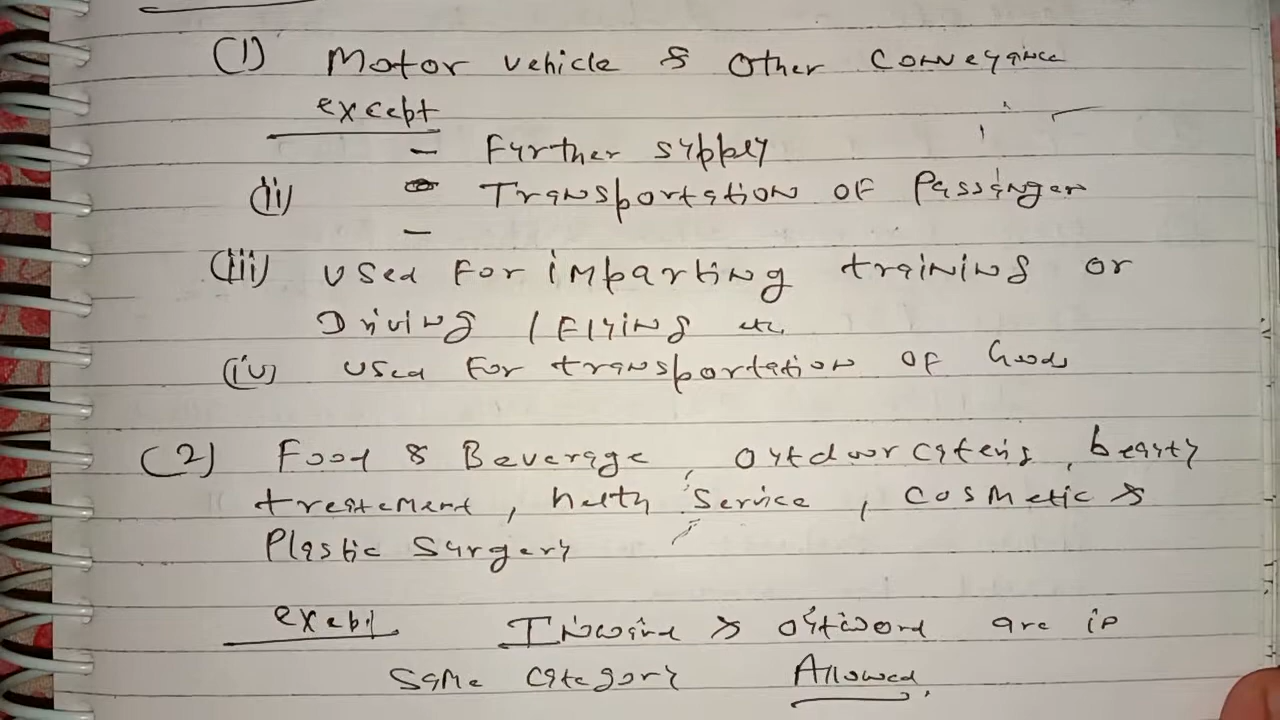 (1) Motor vehicle & Other Conveyance
except
- Further supply
(ii) - Transportation of Passanger
-
(iii) Used For imparting training or
Driving / Flying etc.
(iv) Used For transportation of Goods
(2) Food & Beverage, outdoor catering, beauty
treatement, helth Service, Cosmetic &
Plastic Surgery
except Inward & outword are in
Same Category Allowed.